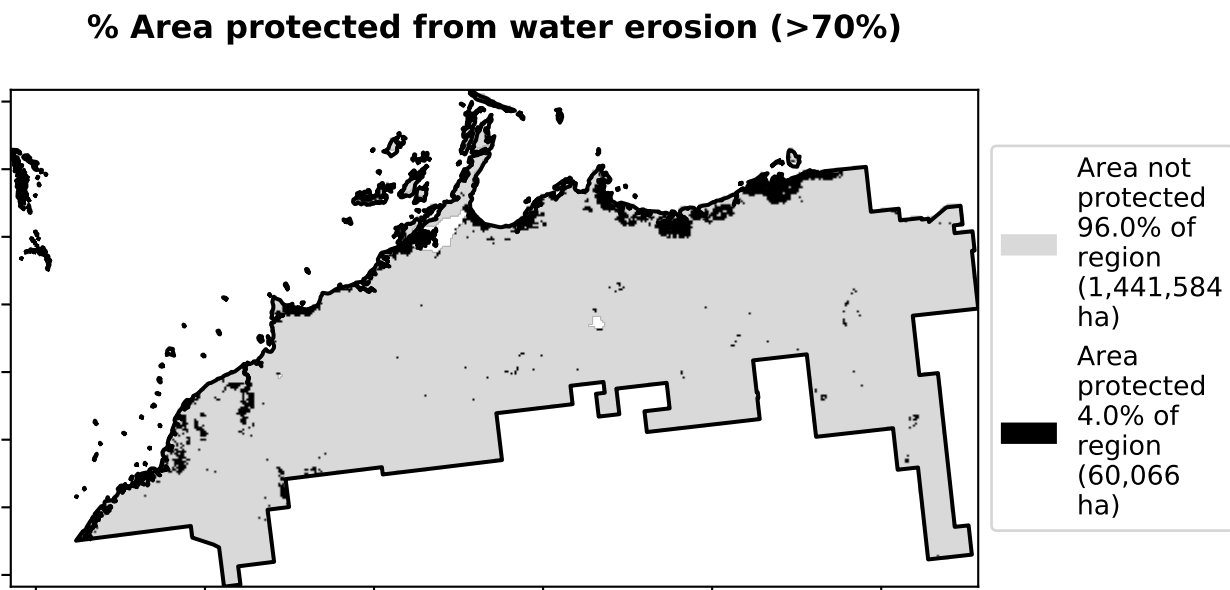 % Area protected from water erosion (>70%)
Area not
protected
96.0% of
region
(1,441,584
ha)
Area
protected
4.0% of
region
(60,066
ha)